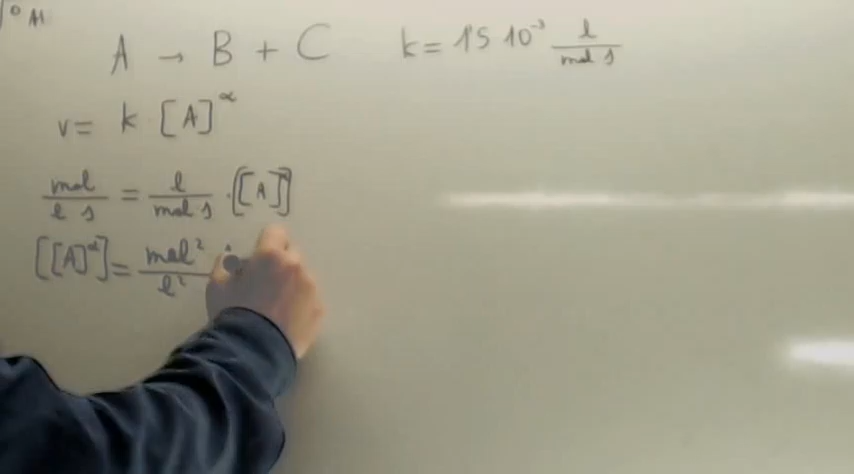 A → B + C k = 15 10⁻³ l / mol s
v = k · [A]^α
mol / l s = l / mol · s · [[A]^α]
[[A]^α] = mol² / l²